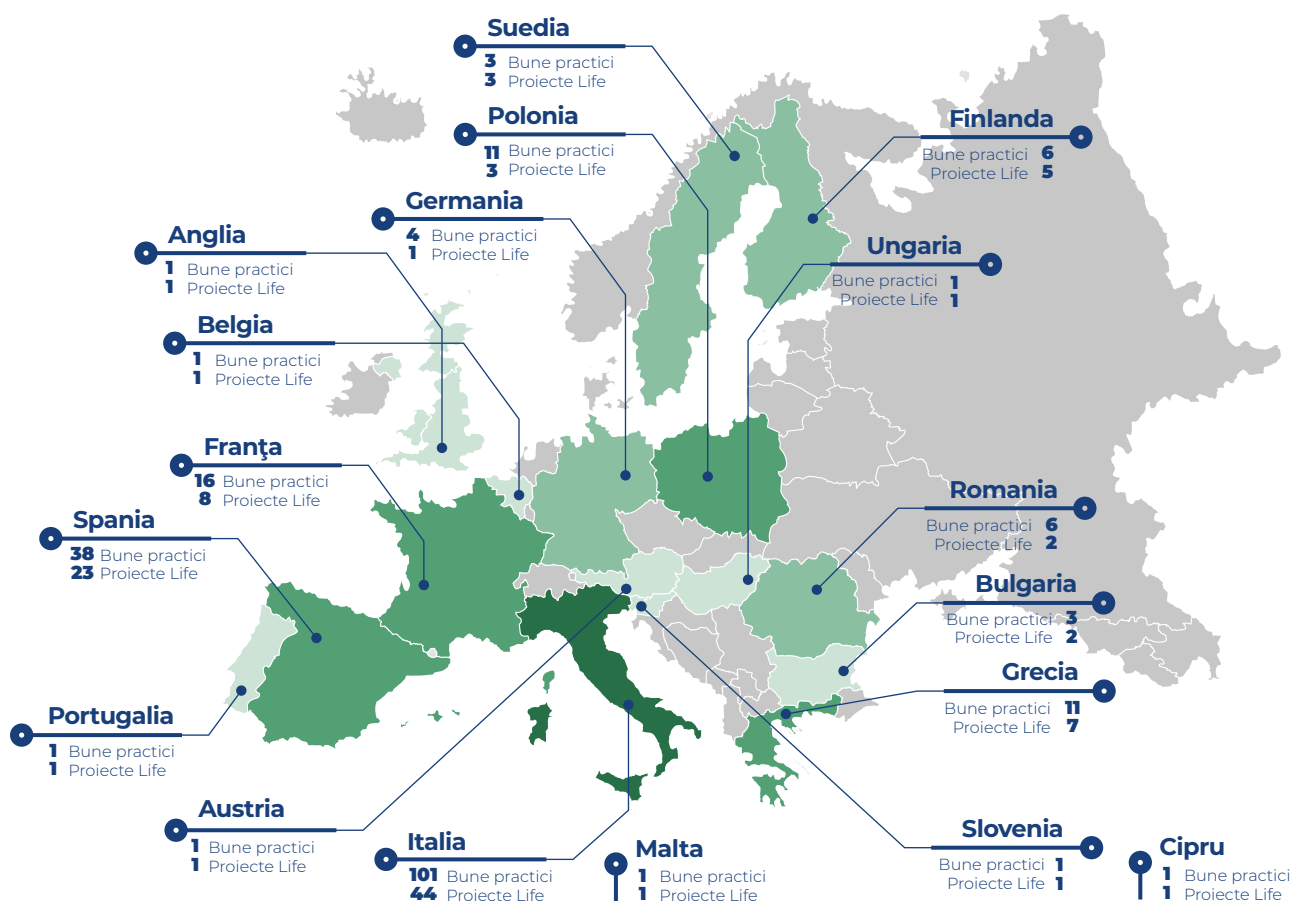 Suedia
3 Bune practici
3 Proiecte Life
Polonia
11 Bune practici
3 Proiecte Life
Finlanda
Bune practici 6
Proiecte Life 5
Germania
4 Bune practici
1 Proiecte Life
Anglia
1 Bune practici
1 Proiecte Life
Ungaria
Bune practici 1
Proiecte Life 1
Belgia
1 Bune practici
1 Proiecte Life
Franţa
16 Bune practici
8 Proiecte Life
Spania
38 Bune practici
23 Proiecte Life
Romania
Bune practici 6
Proiecte Life 2
Bulgaria
Bune practici 3
Proiecte Life 2
Grecia
Bune practici 11
Proiecte Life 7
Portugalia
1 Bune practici
1 Proiecte Life
Austria
1 Bune practici
1 Proiecte Life
Italia
101 Bune practici
44 Proiecte Life
Malta
1 Bune practici
1 Proiecte Life
Slovenia
Bune practici 1
Proiecte Life 1
Cipru
1 Bune practici
1 Proiecte Life